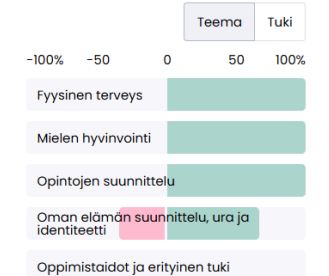 Teema Tuki
-100% -50 0 50 100%
Fyysinen terveys
Mielen hyvinvointi
Opintojen suunnittelu
Oman elämän suunnittelu, ura ja
identiteetti
Oppimistaidot ja erityinen tuki